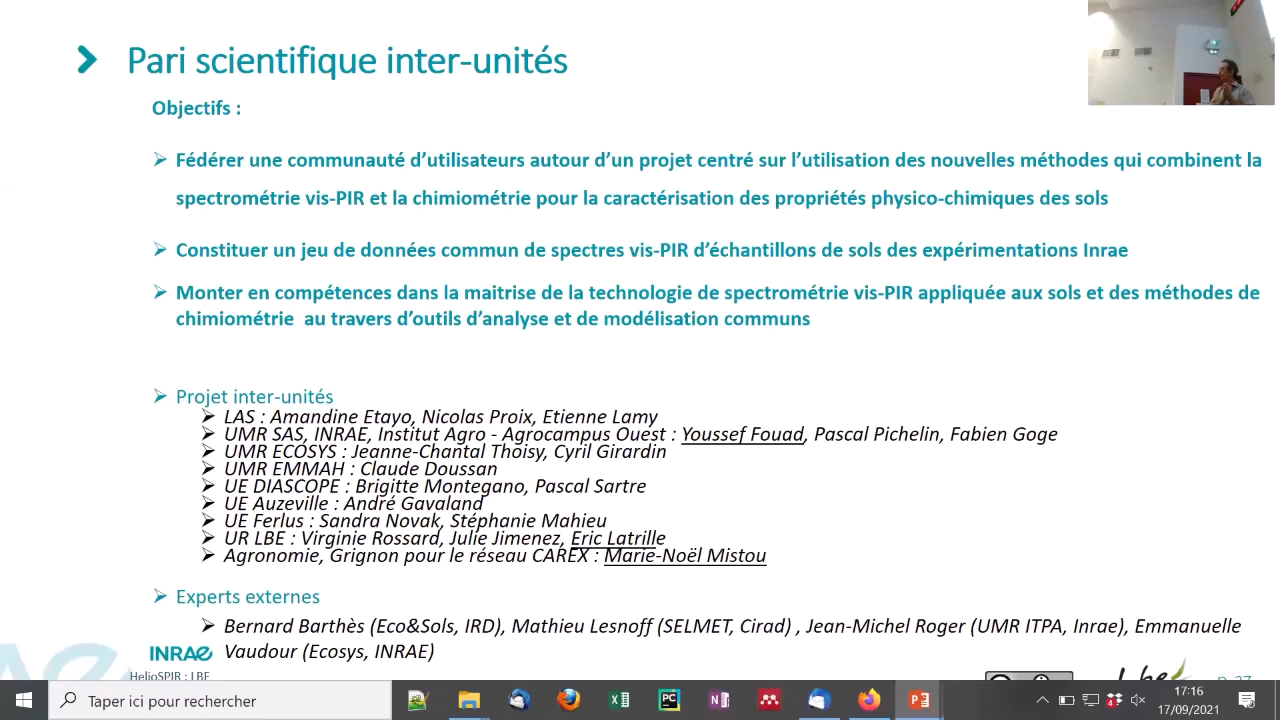 Pari scientifique inter-unités
Objectifs :
Fédérer une communauté d’utilisateurs autour d’un projet centré sur l’utilisation des nouvelles méthodes qui combinent la
spectrométrie vis-PIR et la chimiométrie pour la caractérisation des propriétés physico-chimiques des sols
Constituer un jeu de données commun de spectres vis-PIR d’échantillons de sols des expérimentations Inrae
Monter en compétences dans la maitrise de la technologie de spectrométrie vis-PIR appliquée aux sols et des méthodes de
chimiométrie au travers d’outils d’analyse et de modélisation communs
Projet inter-unités
LAS : Amandine Etayo, Nicolas Proix, Etienne Lamy
UMR SAS, INRAE, Institut Agro - Agrocampus Ouest : Youssef Fouad, Pascal Pichelin, Fabien Goge
UMR ECOSYS : Jeanne-Chantal Thoisy, Cyril Girardin
UMR EMMAH : Claude Doussan
UE DIASCOPE : Brigitte Montegano, Pascal Sartre
UE Auzeville : André Gavaland
UE Ferlus : Sandra Novak, Stéphanie Mahieu
UR LBE : Virginie Rossard, Julie Jimenez, Eric Latrille
Agronomie, Grignon pour le réseau CAREX : Marie-Noël Mistou
Experts externes
Bernard Barthès (Eco&Sols, IRD), Mathieu Lesnoff (SELMET, Cirad) , Jean-Michel Roger (UMR ITPA, Inrae), Emmanuelle
Vaudour (Ecosys, INRAE)
INRAE
HelioSPIR : LBE
Lbe
p. 27
Taper ici pour rechercher
17:16
17/09/2021